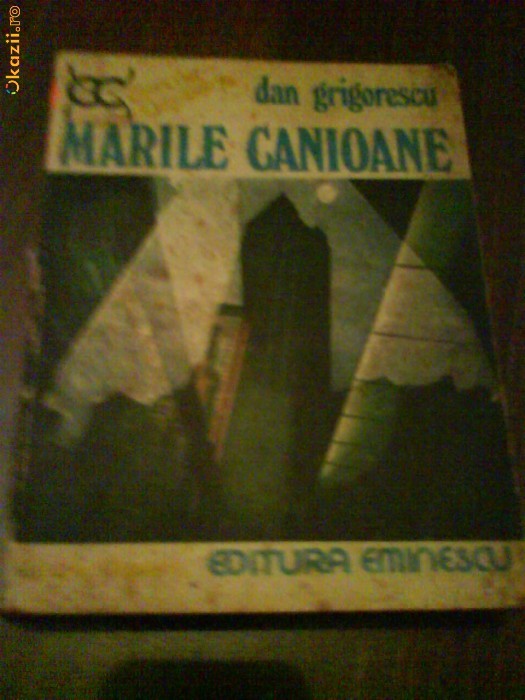 Okazii.ro
dan grigorescu
MARILE CANIOANE
EDITURA EMINESCU